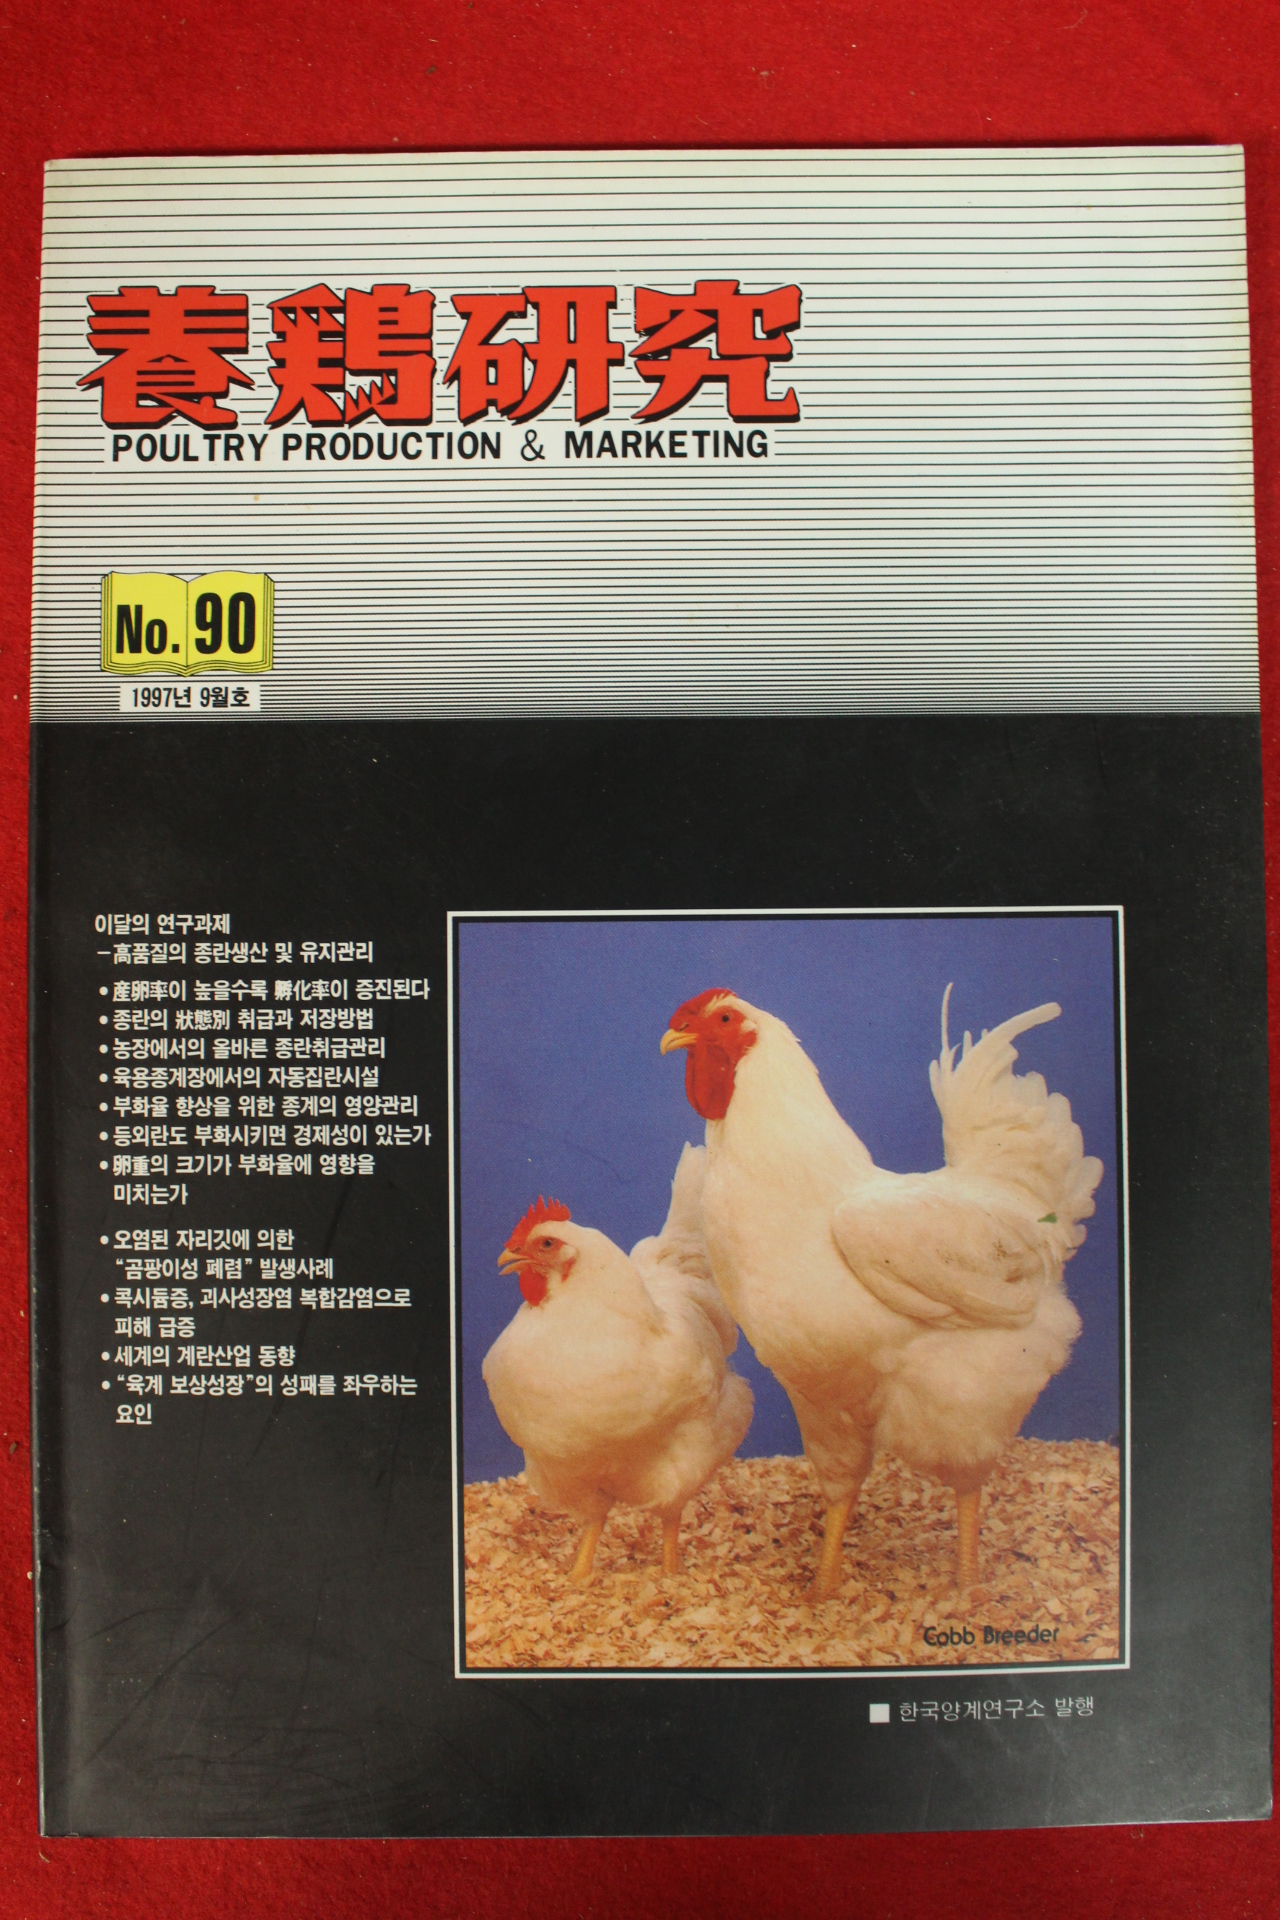 養鶏研究
POULTRY PRODUCTION & MARKETING
No. 90
1997년 9월호
이달의 연구과제
－高품질의 종란생산 및 유지관리
• 産卵率이 높을수록 孵化率이 증진된다
• 종란의 狀態別 취급과 저장방법
• 농장에서의 올바른 종란취급관리
• 육용종계장에서의 자동집란시설
• 부화율 향상을 위한 종계의 영양관리
• 등외란도 부화시키면 경제성이 있는가
• 卵重의 크기가 부화율에 영향을
미치는가
• 오염된 자리깃에 의한
“곰팡이성 폐렴” 발생사례
• 콕시듐증, 괴사성장염 복합감염으로
피해 급증
• 세계의 계란산업 동향
• “육계 보상성장”의 성패를 좌우하는
요인
Cobb Breeder
■ 한국양계연구소 발행